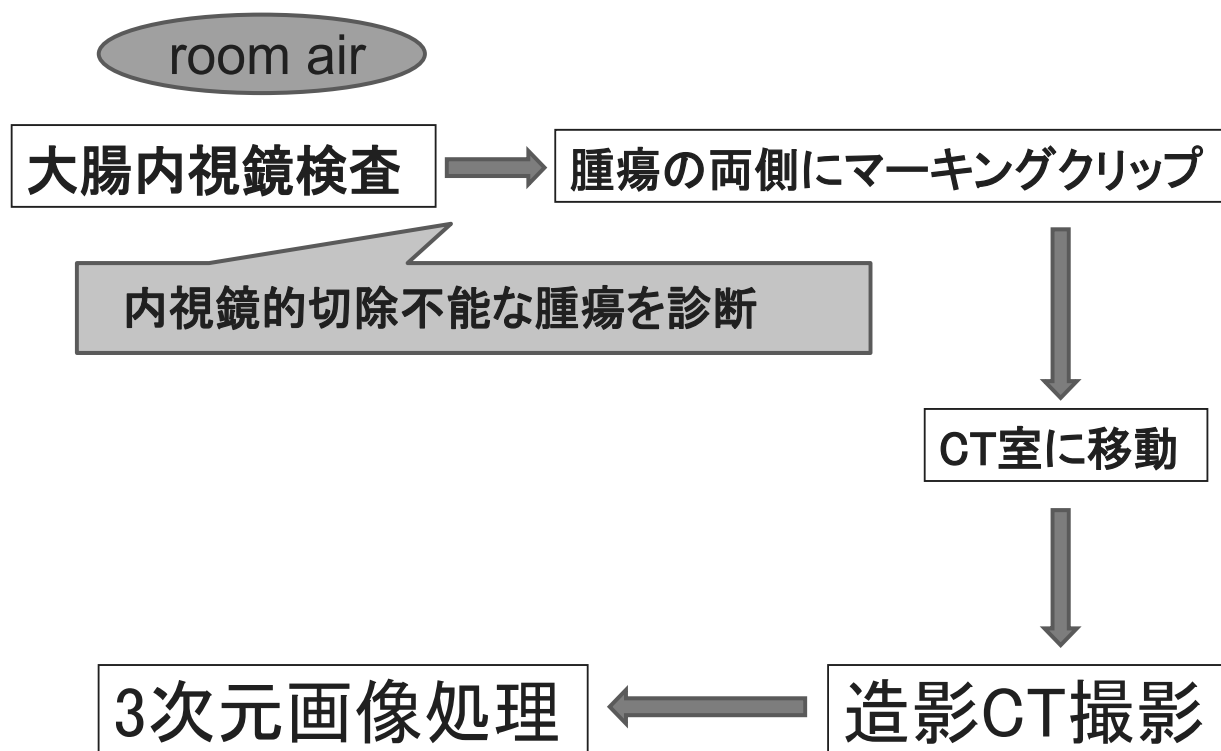 room air
大腸内視鏡検査
腫瘍の両側にマーキングクリップ
内視鏡的切除不能な腫瘍を診断
CT室に移動
造影CT撮影
3次元画像処理